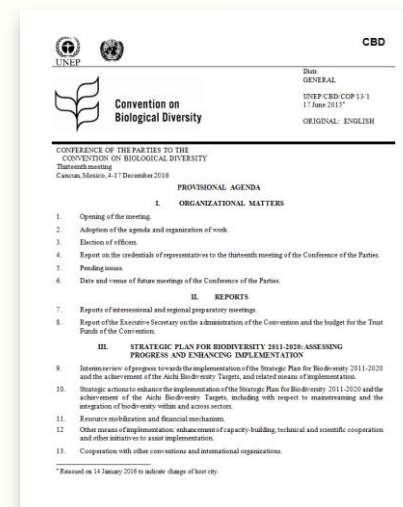 CBD
UNEP
Distr.
GENERAL
UNEP/CBD/COP/13/1
17 June 2015*
ORIGINAL: ENGLISH
Convention on
Biological Diversity
CONFERENCE OF THE PARTIES TO THE
CONVENTION ON BIOLOGICAL DIVERSITY
Thirteenth meeting
Cancun, Mexico, 4-17 December 2016
PROVISIONAL AGENDA
I. ORGANIZATIONAL MATTERS
1. Opening of the meeting.
2. Adoption of the agenda and organization of work.
3. Election of officers.
4. Report on the credentials of representatives to the thirteenth meeting of the Conference of the Parties.
5. Pending issues.
6. Date and venue of future meetings of the Conference of the Parties.
II. REPORTS
7. Reports of intersessional and regional preparatory meetings.
8. Report of the Executive Secretary on the administration of the Convention and the budget for the Trust
Funds of the Convention.
III. STRATEGIC PLAN FOR BIODIVERSITY 2011-2020: ASSESSING
PROGRESS AND ENHANCING IMPLEMENTATION
9. Interim review of progress towards the implementation of the Strategic Plan for Biodiversity 2011-2020
and the achievement of the Aichi Biodiversity Targets, and related means of implementation.
10. Strategic actions to enhance the implementation of the Strategic Plan for Biodiversity 2011-2020 and the
achievement of the Aichi Biodiversity Targets, including with respect to mainstreaming and the
integration of biodiversity within and across sectors.
11. Resource mobilization and financial mechanism.
12 Other means of implementation: enhancement of capacity-building, technical and scientific cooperation
and other initiatives to assist implementation.
13. Cooperation with other conventions and international organizations.
* Reissued on 14 January 2016 to indicate change of host city.